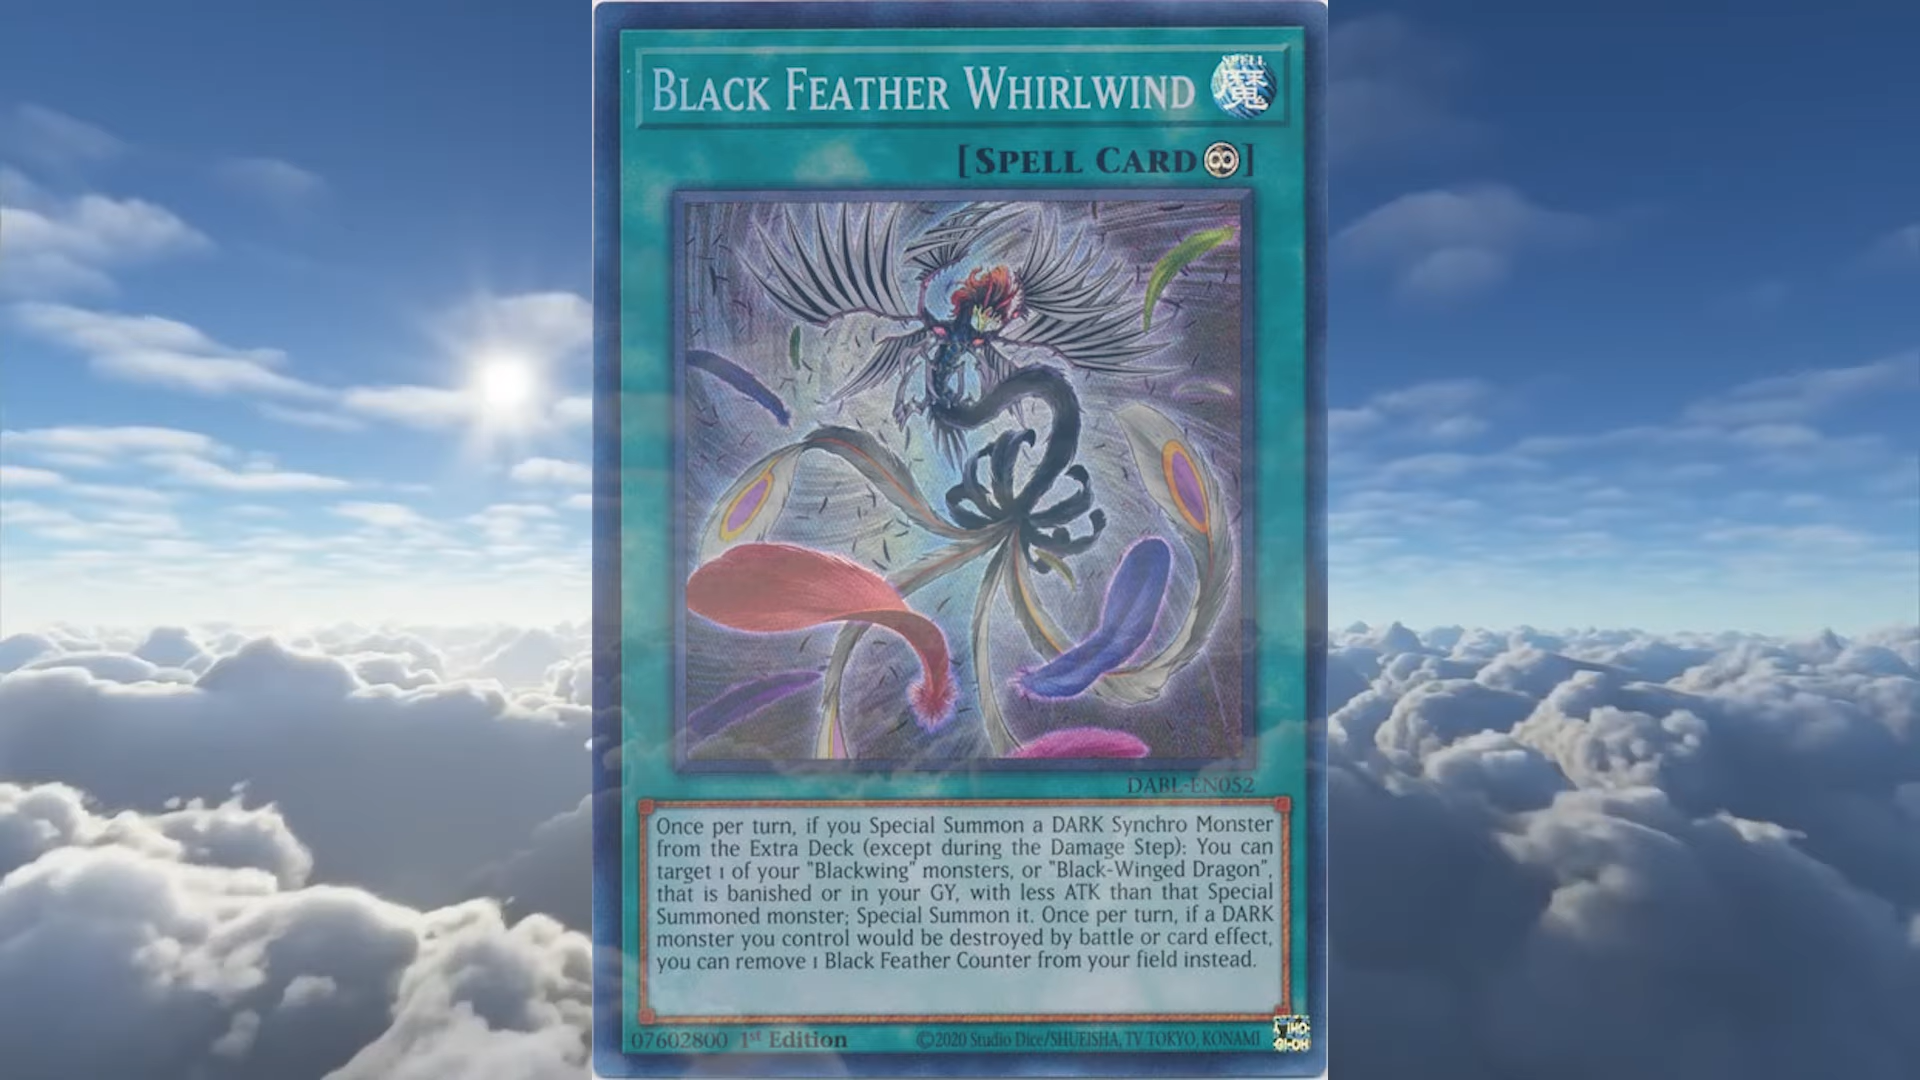 BLACK FEATHER WHIRLWIND
SPELL
魔
[SPELL CARD]
DABL-EN052
Once per turn, if you Special Summon a DARK Synchro Monster
from the Extra Deck (except during the Damage Step): You can
target 1 of your "Blackwing" monsters, or "Black-Winged Dragon",
that is banished or in your GY, with less ATK than that Special
Summoned monster; Special Summon it. Once per turn, if a DARK
monster you control would be destroyed by battle or card effect,
you can remove 1 Black Feather Counter from your field instead.
07602800 1st Edition
©2020 Studio Dice/SHUEISHA, TV TOKYO, KONAMI